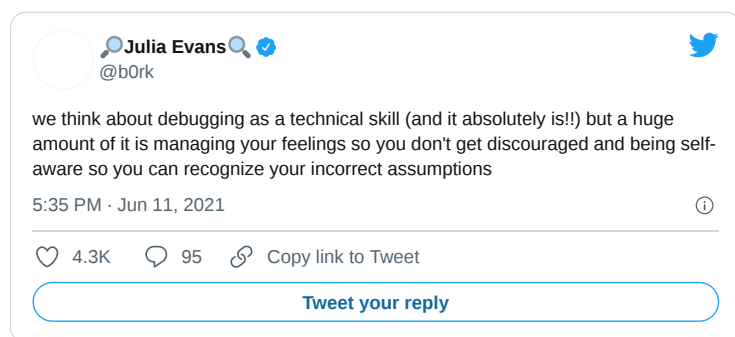 🔎Julia Evans🔍
@b0rk
we think about debugging as a technical skill (and it absolutely is!!) but a huge
amount of it is managing your feelings so you don't get discouraged and being self-
aware so you can recognize your incorrect assumptions
5:35 PM · Jun 11, 2021
4.3K 95 Copy link to Tweet
Tweet your reply